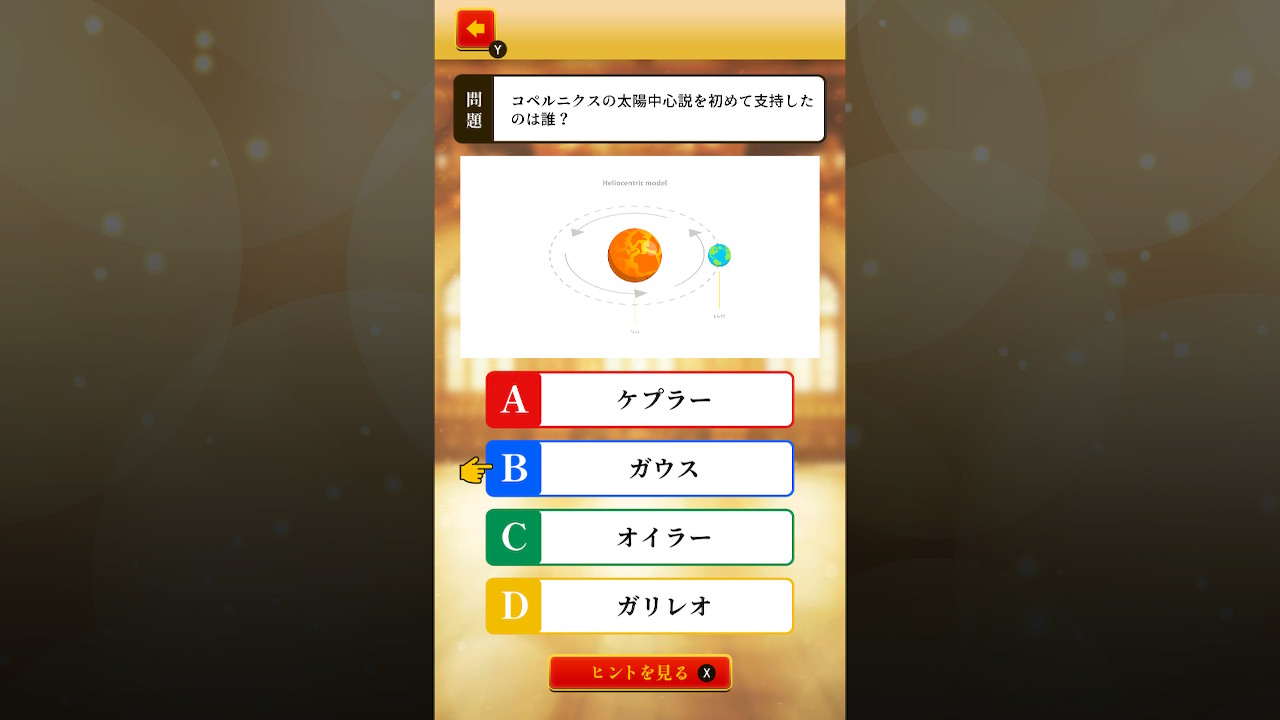 Y
問題
コペルニクスの太陽中心説を初めて支持した
のは誰？
Heliocentric model
A ケプラー
B ガウス
C オイラー
D ガリレオ
ヒントを見る X